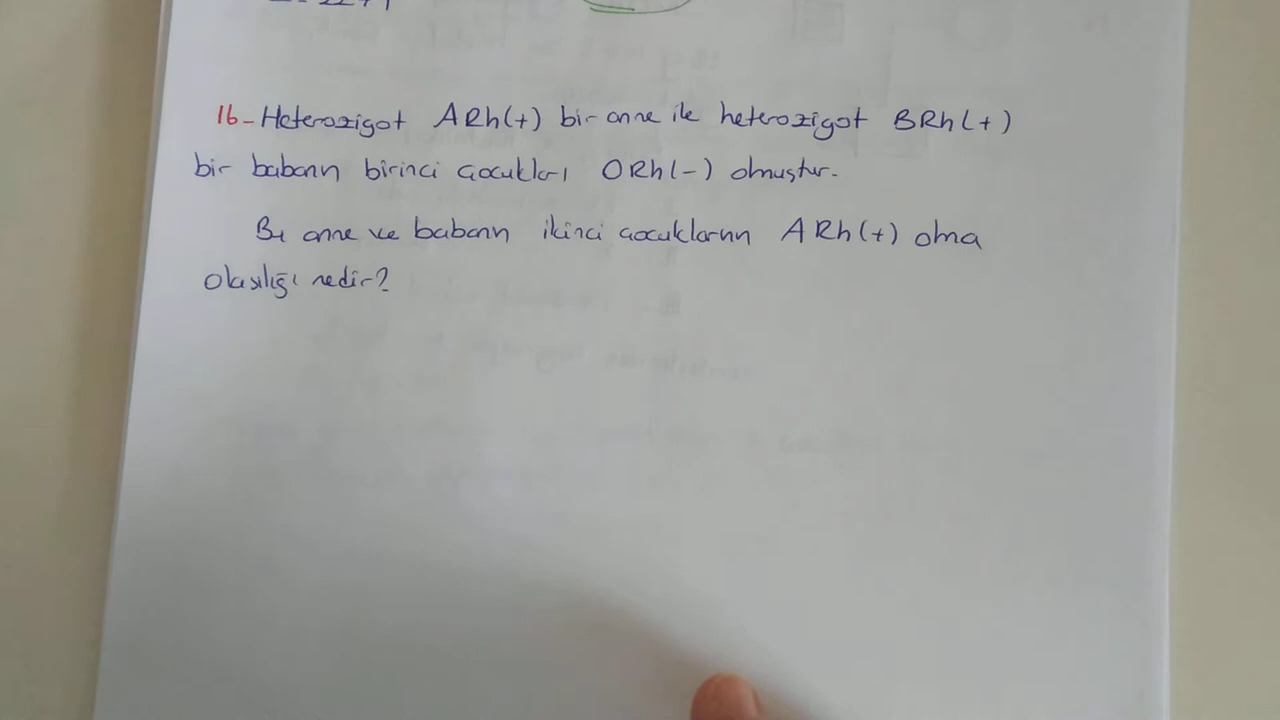 16- Heterozigot ARh(+) bir anne ile heterozigot BRh(+)
bir babanın birinci çocukları ORh(-) olmuştur.
Bu anne ve babanın ikinci çocuklarının ARh(+) olma
olasılığı nedir?